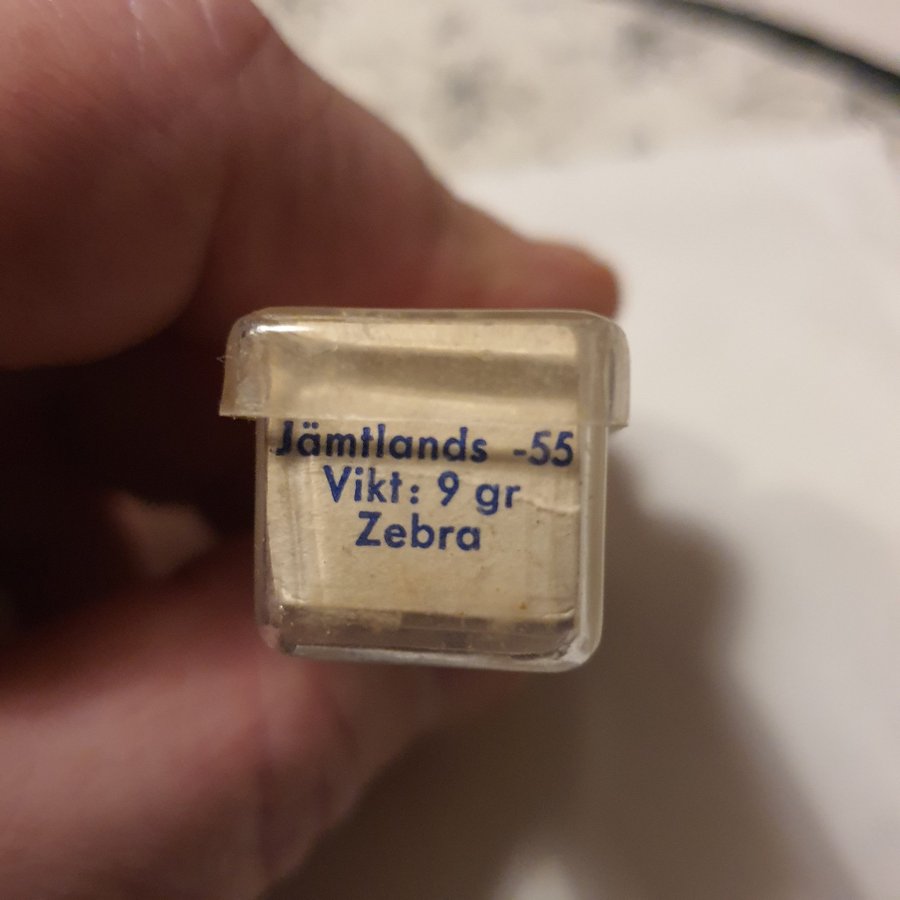 Jämtlands -55
Vikt: 9 gr
Zebra